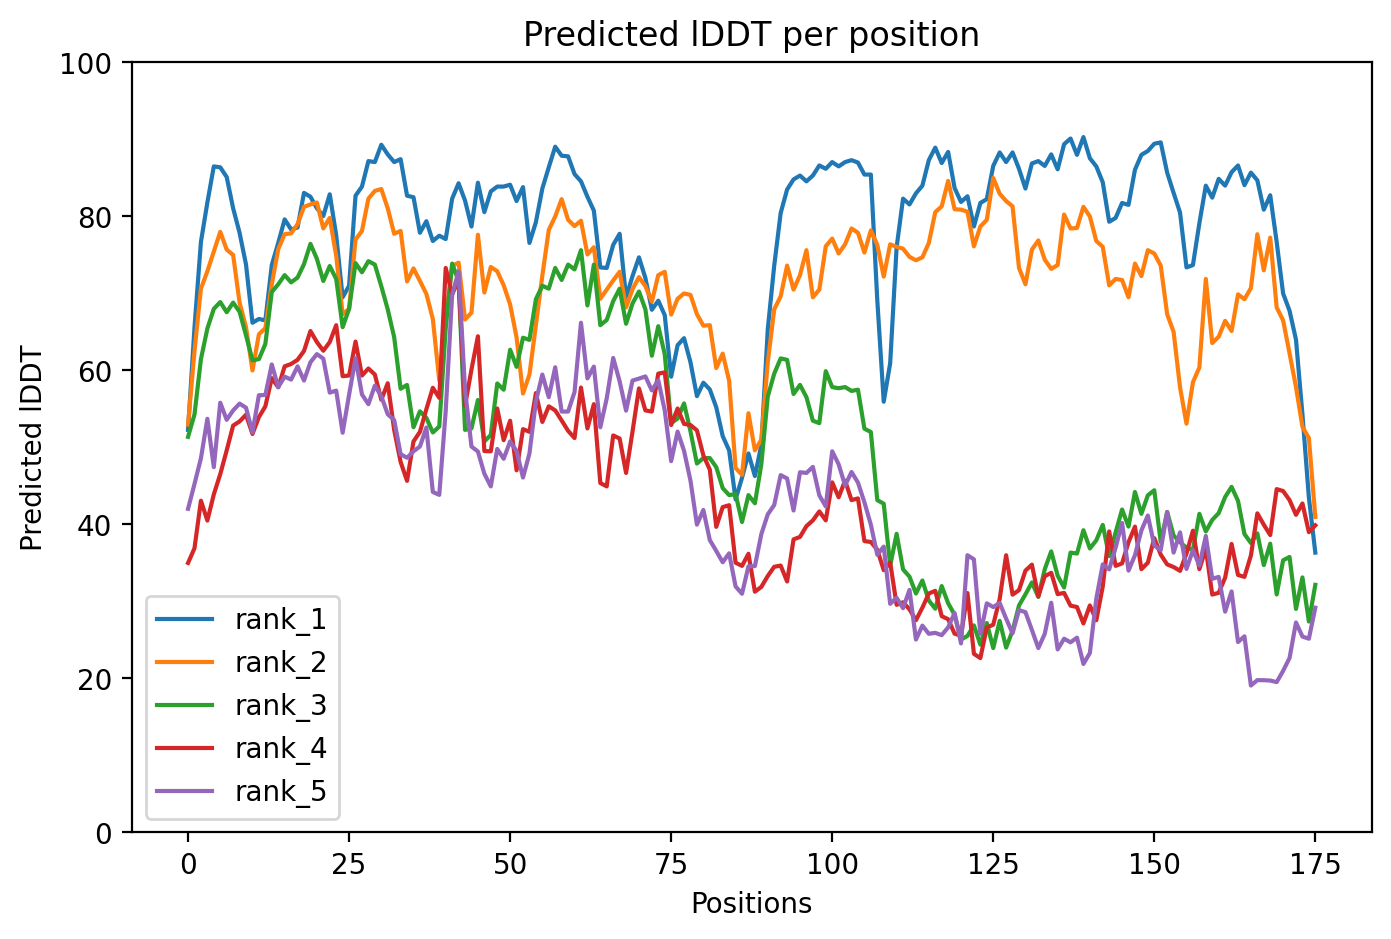 Predicted lDDT per position
100
80
60
40
20
0
Predicted lDDT
rank_1
rank_2
rank_3
rank_4
rank_5
0 25 50 75 100 125 150 175
Positions